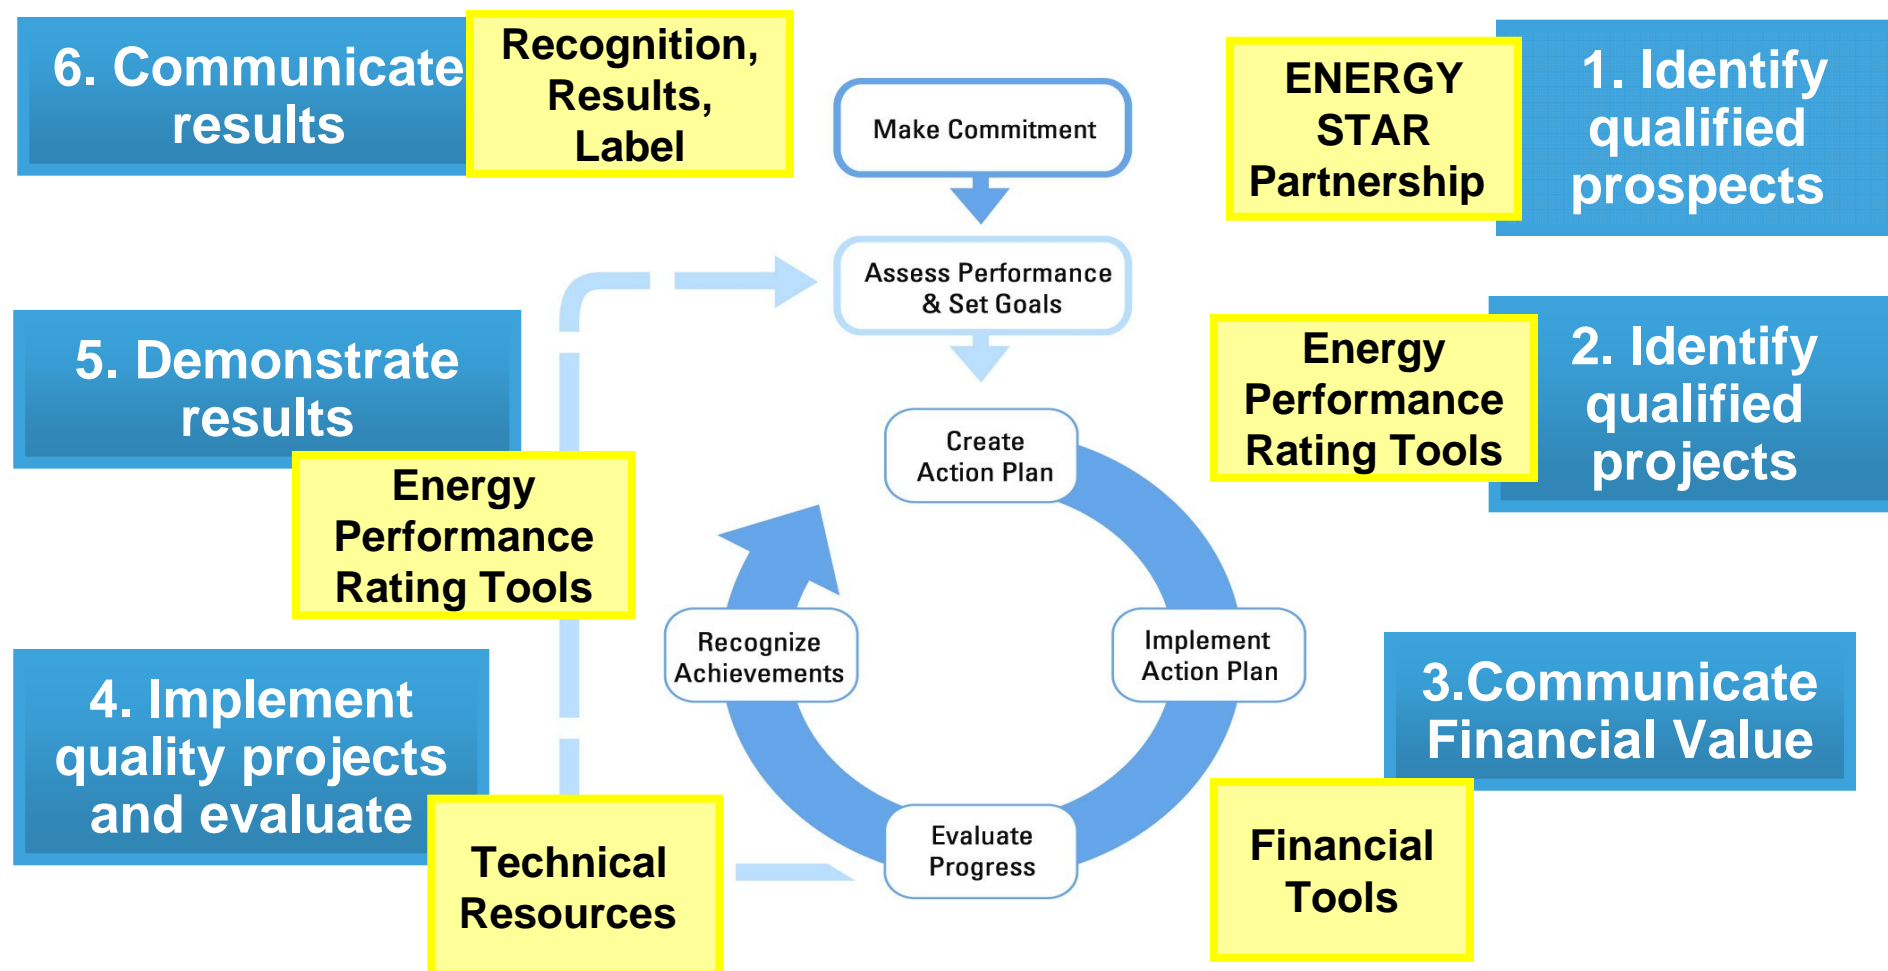 6. Communicate
results
Recognition,
Results,
Label
Make Commitment
ENERGY
STAR
Partnership
1. Identify
qualified
prospects
Assess Performance
& Set Goals
5. Demonstrate
results
Energy
Performance
Rating Tools
2. Identify
qualified
projects
Energy
Performance
Rating Tools
Create
Action Plan
Recognize
Achievements
Implement
Action Plan
4. Implement
quality projects
and evaluate
3.Communicate
Financial Value
Technical
Resources
Evaluate
Progress
Financial
Tools